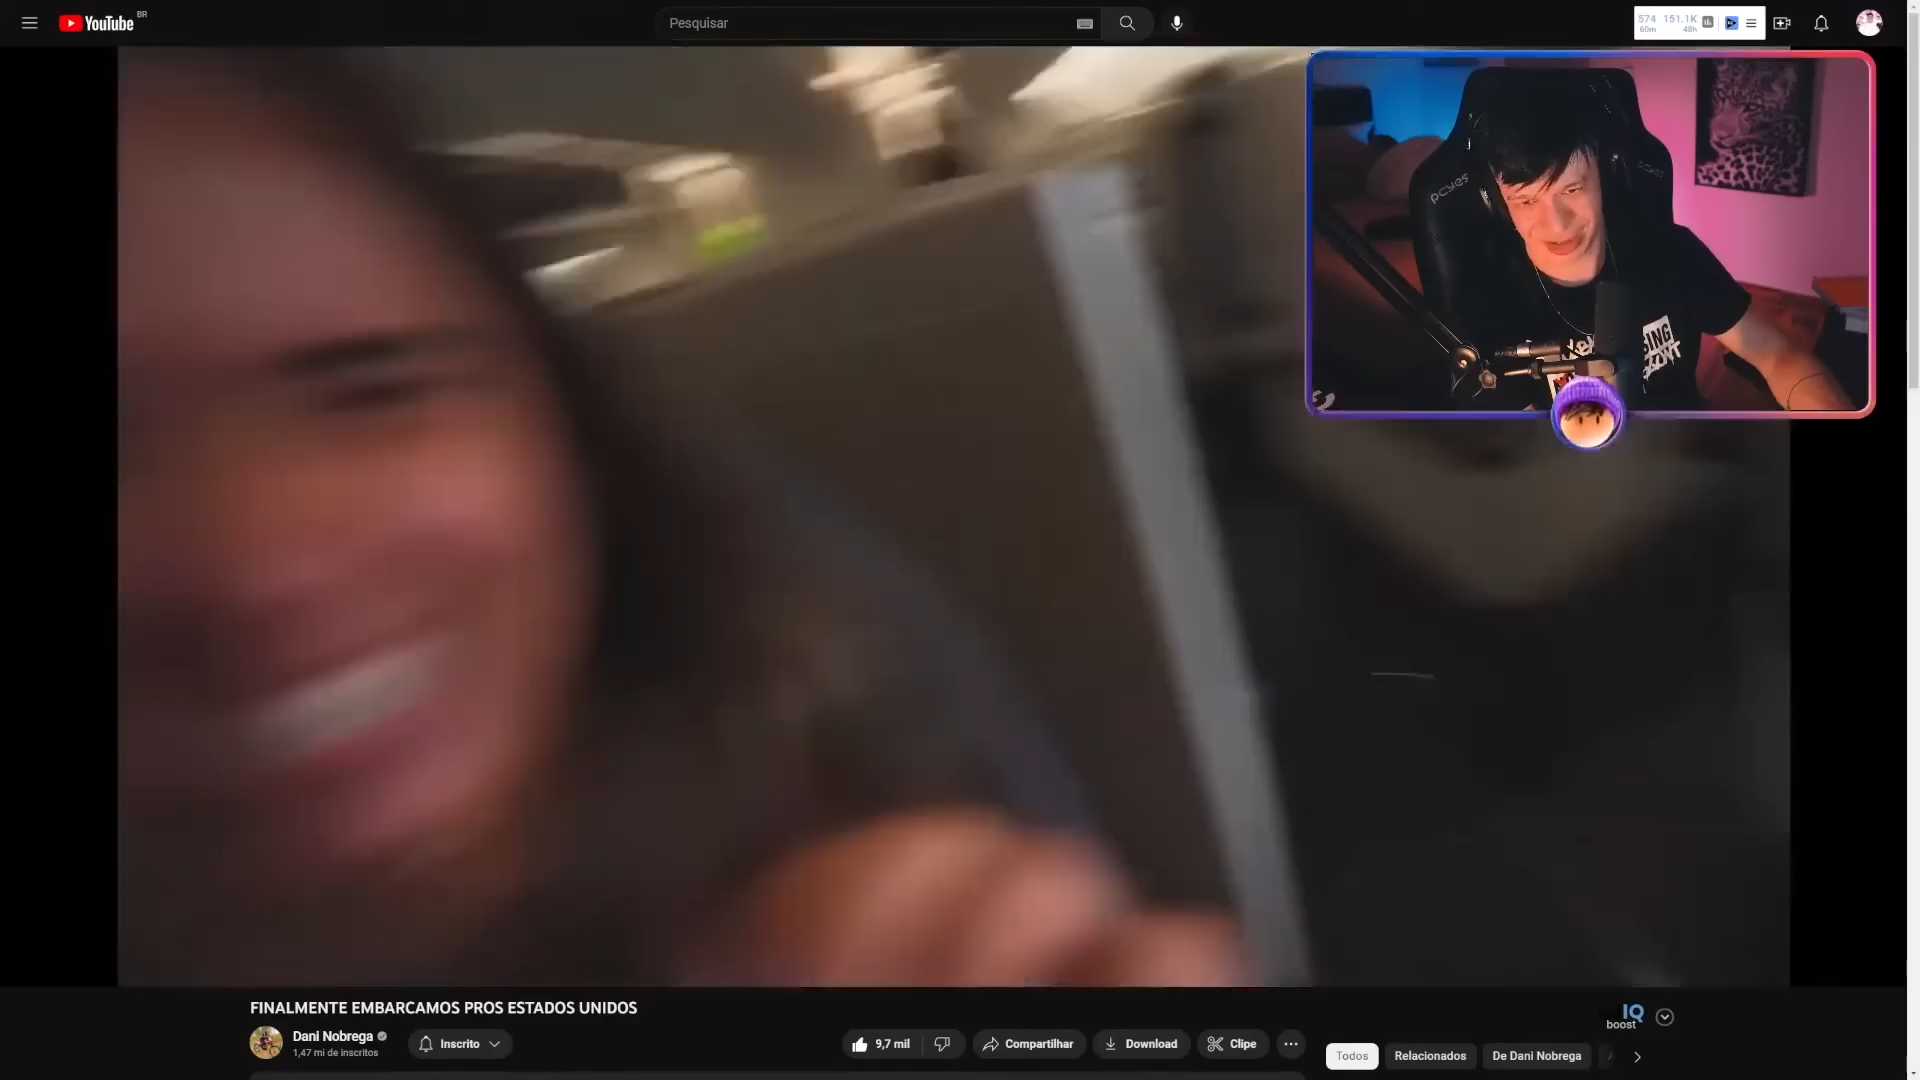 YouTube BR
Pesquisar
574 151.1K
60m 48h
pcyes
FINALMENTE EMBARCAMOS PROS ESTADOS UNIDOS
IQ
boost
Dani Nobrega
1,47 mi de inscritos
Inscrito
9,7 mil
Compartilhar
Download
Clipe
Todos
Relacionados
De Dani Nobrega